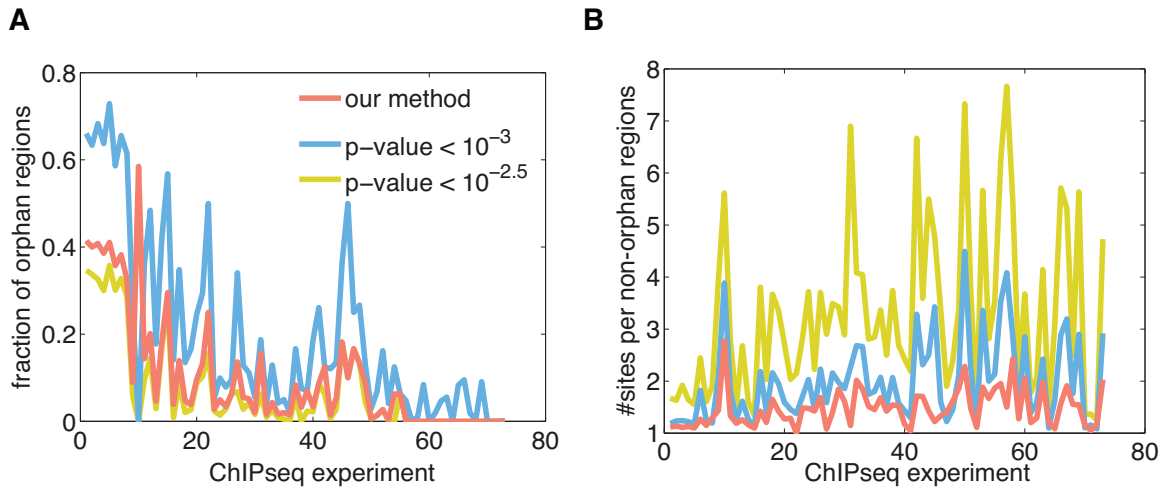 A
0.8
0.6
0.4
0.2
0
fraction of orphan regions
our method
p−value < 10^−3
p−value < 10^−2.5
0 20 40 60 80
ChIPseq experiment
B
8
7
6
5
4
3
2
1
#sites per non−orphan regions
0 20 40 60 80
ChIPseq experiment